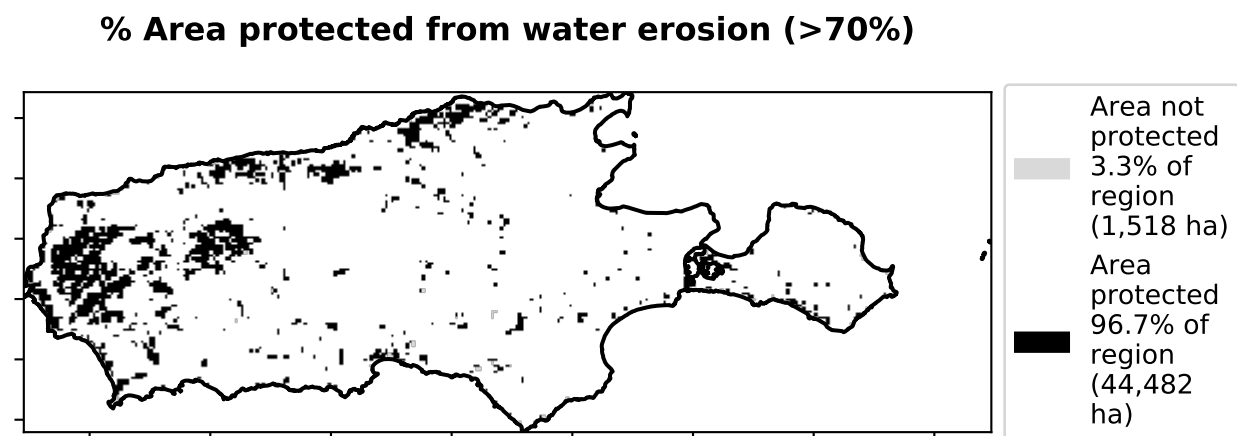 % Area protected from water erosion (>70%)
Area not
protected
3.3% of
region
(1,518 ha)
Area
protected
96.7% of
region
(44,482
ha)